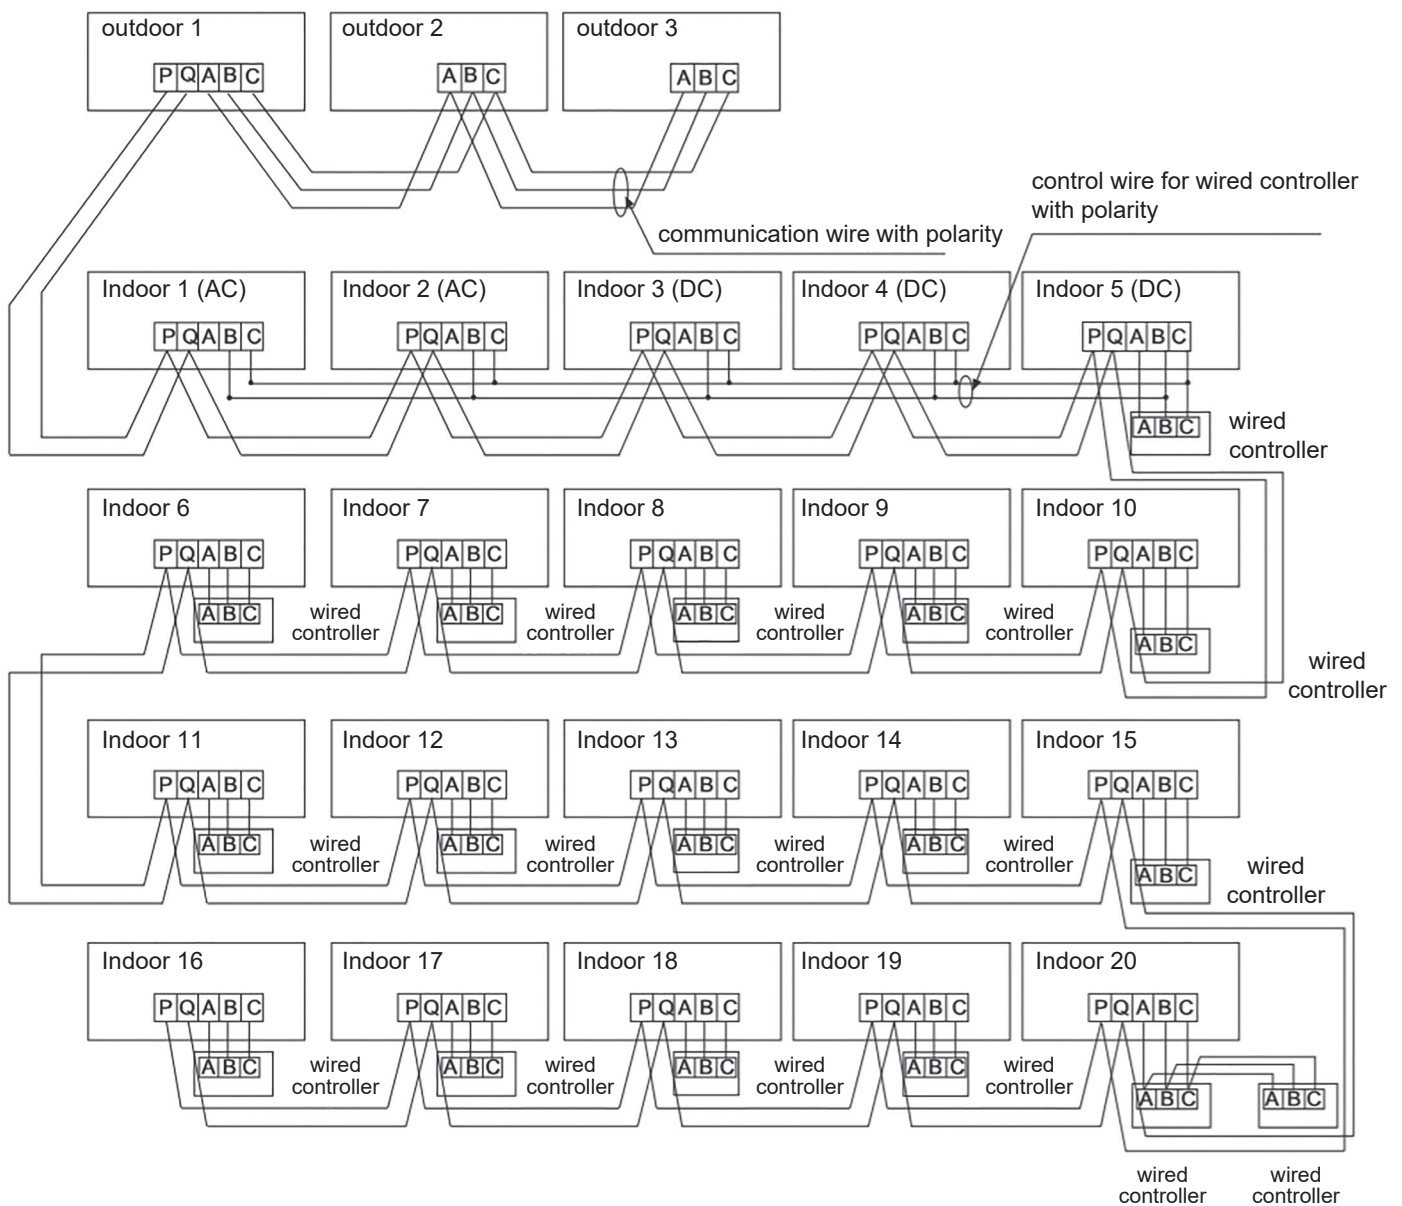 outdoor 1
outdoor 2
outdoor 3
P Q A B C
A B C
A B C
control wire for wired controller
with polarity
communication wire with polarity
Indoor 1 (AC)
Indoor 2 (AC)
Indoor 3 (DC)
Indoor 4 (DC)
Indoor 5 (DC)
P Q A B C
P Q A B C
P Q A B C
P Q A B C
P Q A B C
A B C
wired
controller
Indoor 6
Indoor 7
Indoor 8
Indoor 9
Indoor 10
P Q A B C
P Q A B C
P Q A B C
P Q A B C
P Q A B C
A B C
wired
controller
A B C
wired
controller
A B C
wired
controller
A B C
wired
controller
A B C
wired
controller
Indoor 11
Indoor 12
Indoor 13
Indoor 14
Indoor 15
P Q A B C
P Q A B C
P Q A B C
P Q A B C
P Q A B C
A B C
wired
controller
A B C
wired
controller
A B C
wired
controller
A B C
wired
controller
A B C
wired
controller
Indoor 16
Indoor 17
Indoor 18
Indoor 19
Indoor 20
P Q A B C
P Q A B C
P Q A B C
P Q A B C
P Q A B C
A B C
wired
controller
A B C
wired
controller
A B C
wired
controller
A B C
wired
controller
A B C
A B C
wired
controller
wired
controller